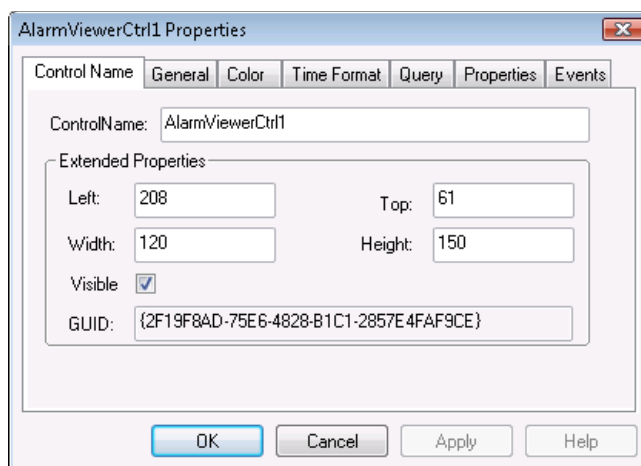 AlarmViewerCtrl1 Properties
Control Name General Color Time Format Query Properties Events
ControlName: AlarmViewerCtrl1
Extended Properties
Left: 208 Top: 61
Width: 120 Height: 150
Visible
GUID: {2F19F8AD-75E6-4828-B1C1-2857E4FAF9CE}
OK Cancel Apply Help